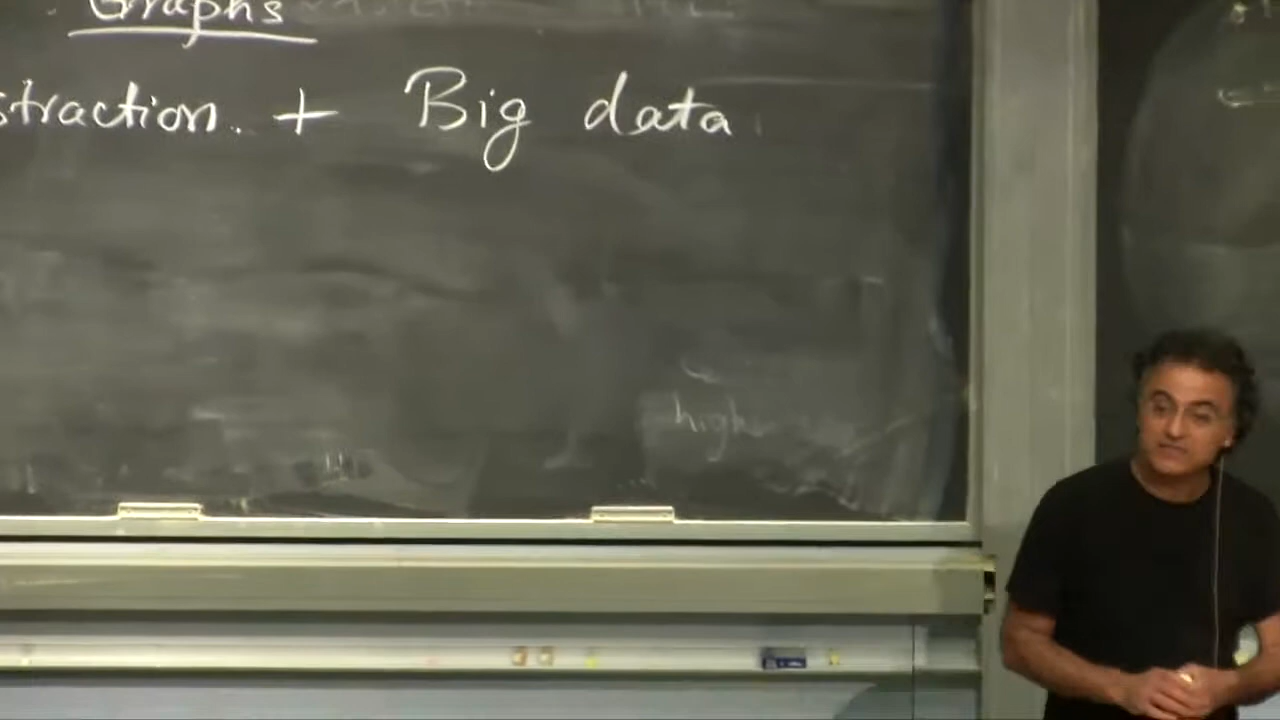 Graphs
straction. + Big data
high